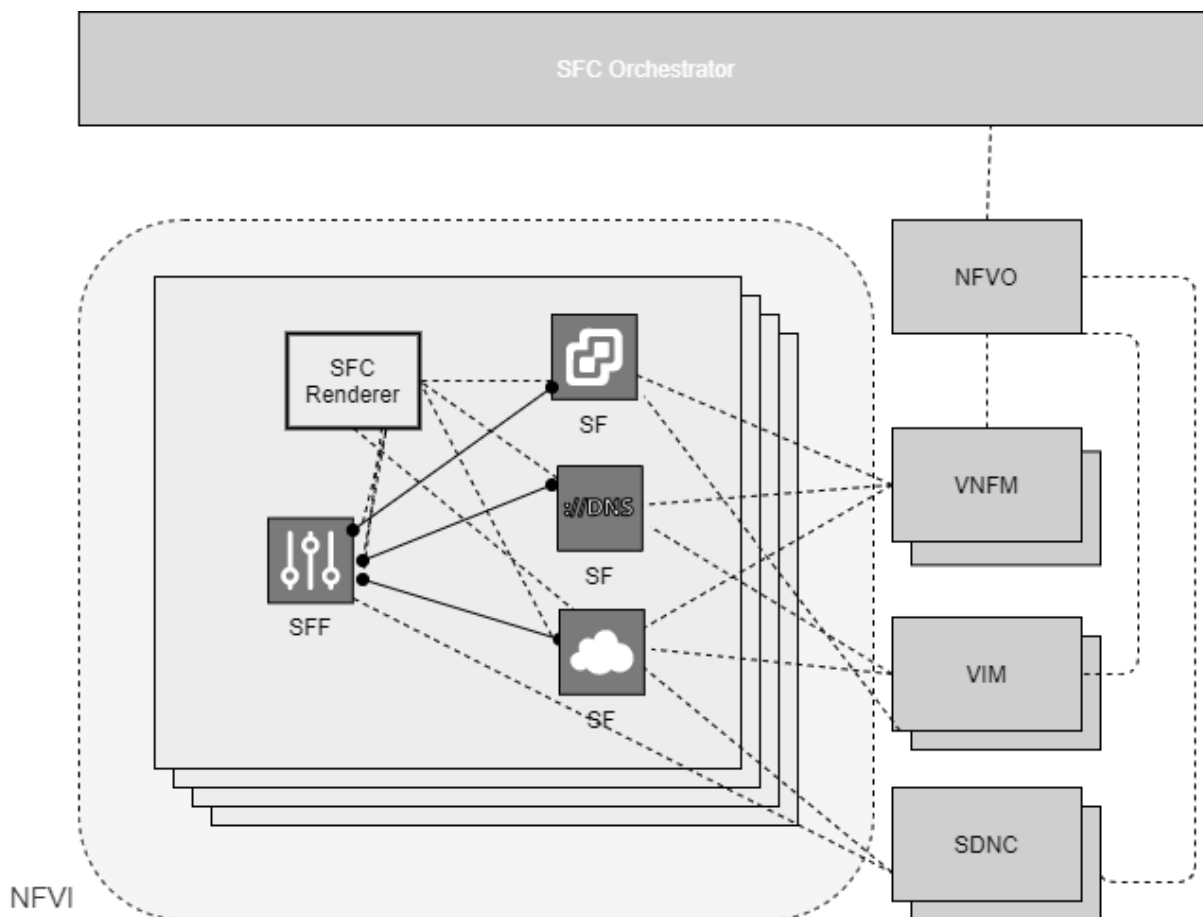 SFC Orchestrator
NFVO
SFC
Renderer
SF
VNFM
://DNS
SF
SFF
VIM
SF
SDNC
NFVI